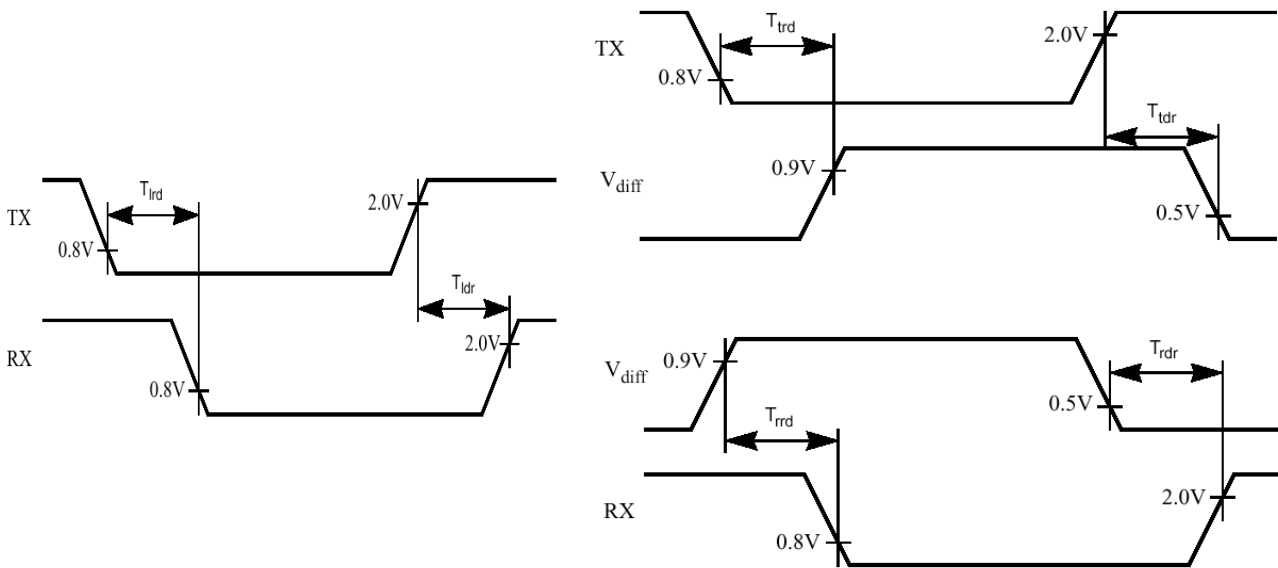 TX
T_lrd
0.8V
2.0V
T_ldr
RX
0.8V
2.0V
TX
T_trd
0.8V
2.0V
T_tdr
V_diff
0.9V
0.5V
V_diff
0.9V
0.5V
T_rdr
T_rrd
RX
0.8V
2.0V